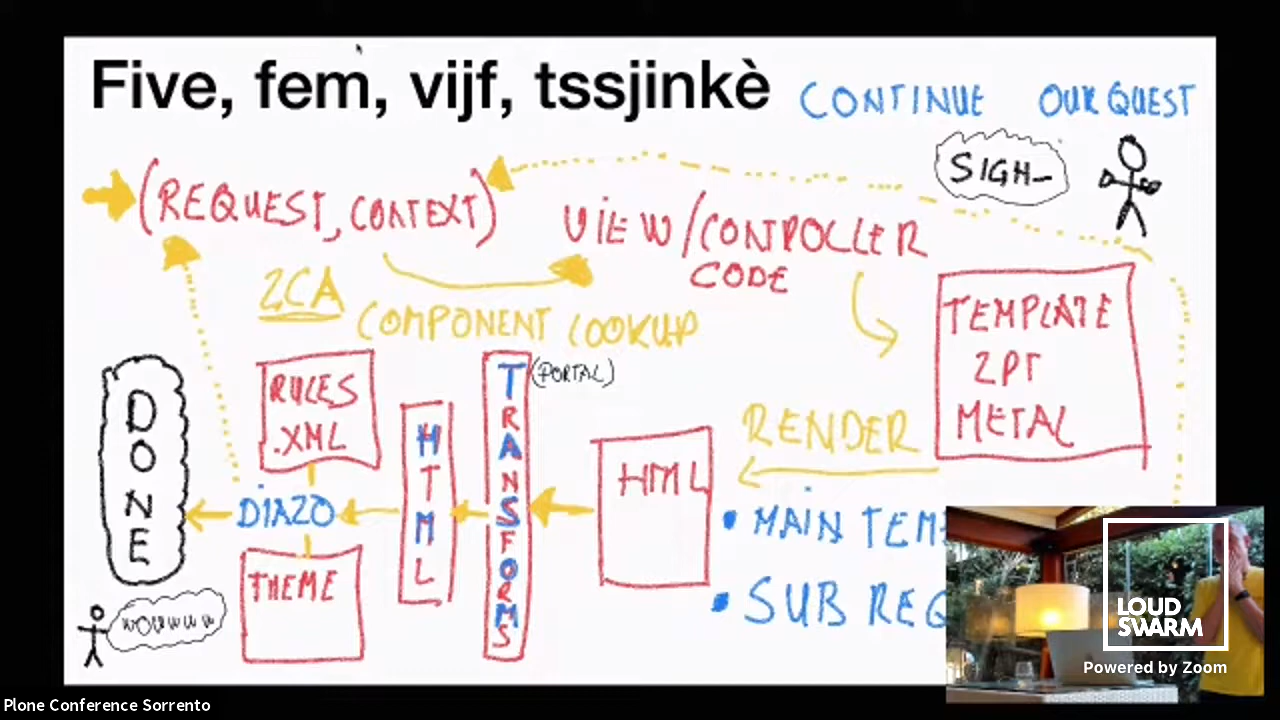 Five, fem, vijf, tssjinkè
CONTINUE OUR QUEST
SIGH-
(REQUEST, CONTEXT)
VIEW/CONTROLLER
CODE
ZCA
COMPONENT LOOKUP
TEMPLATE
ZPT
METAL
RENDER
MAIN TEM
SUB REQ
HML
TRANSFORMS
(PORTAL)
HTML
RULES
.XML
DIAZO
THEME
DONE
WOUWUU
LOUD
SWARM
Powered by Zoom
Plone Conference Sorrento